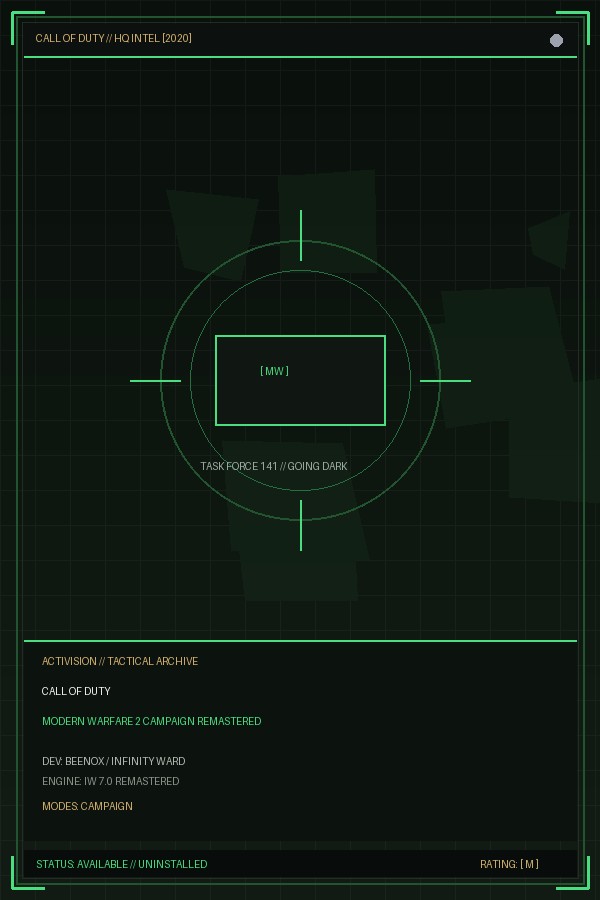 CALL OF DUTY // HQ INTEL [2020]
[ MW ]
TASK FORCE 141 // GOING DARK
ACTIVISION // TACTICAL ARCHIVE
CALL OF DUTY
MODERN WARFARE 2 CAMPAIGN REMASTERED
DEV: BEENOX / INFINITY WARD
ENGINE: IW 7.0 REMASTERED
MODES: CAMPAIGN
STATUS: AVAILABLE // UNINSTALLED
RATING: [ M ]